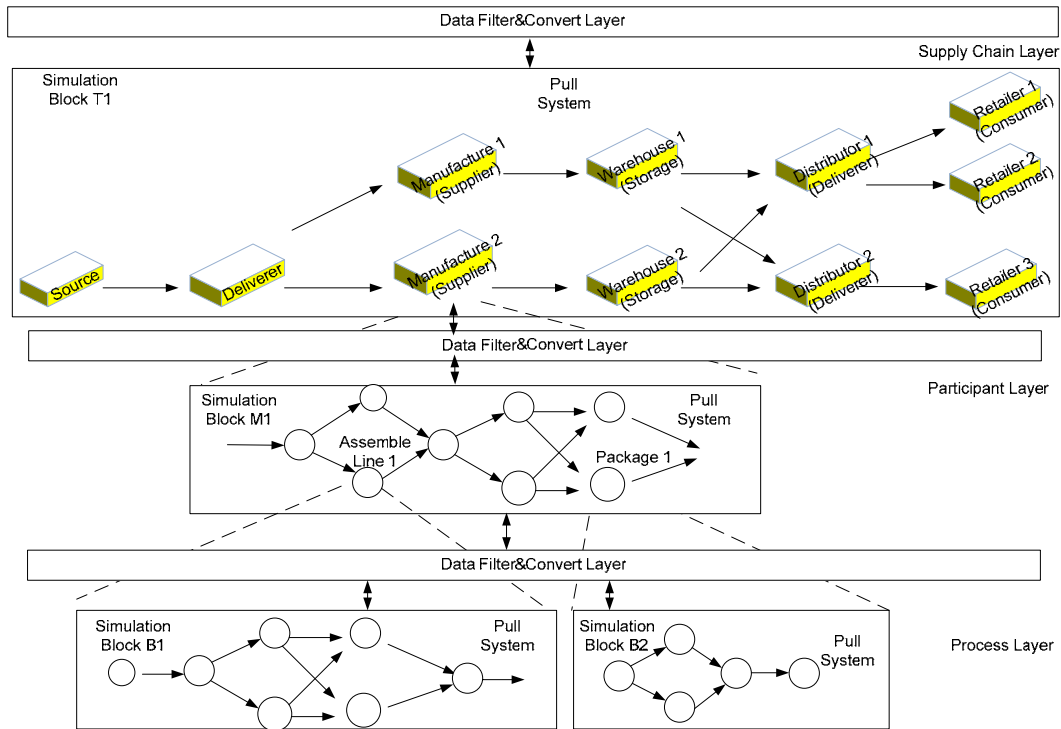 Data Filter&Convert Layer
Supply Chain Layer
Simulation
Block T1
Pull
System
Retailer 1
(Consumer)
Manufacture 1
(Supplier)
Warehouse 1
(Storage)
Distributor 1
(Deliverer)
Retailer 2
(Consumer)
Source
Deliverer
Manufacture 2
(Supplier)
Warehouse 2
(Storage)
Distributor 2
(Deliverer)
Retailer 3
(Consumer)
Data Filter&Convert Layer
Participant Layer
Simulation
Block M1
Pull
System
Assemble
Line 1
Package 1
Data Filter&Convert Layer
Simulation
Block B1
Pull
System
Simulation
Block B2
Pull
System
Process Layer